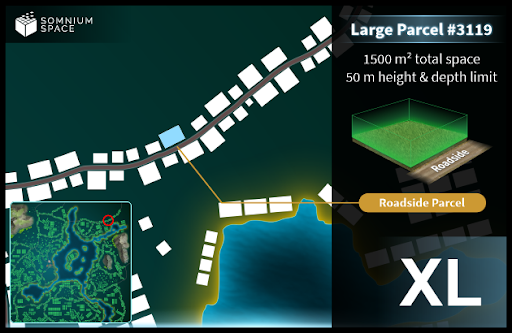 SOMNIUM
SPACE
Large Parcel #3119
1500 m² total space
50 m height & depth limit
Roadside
Roadside Parcel
XL